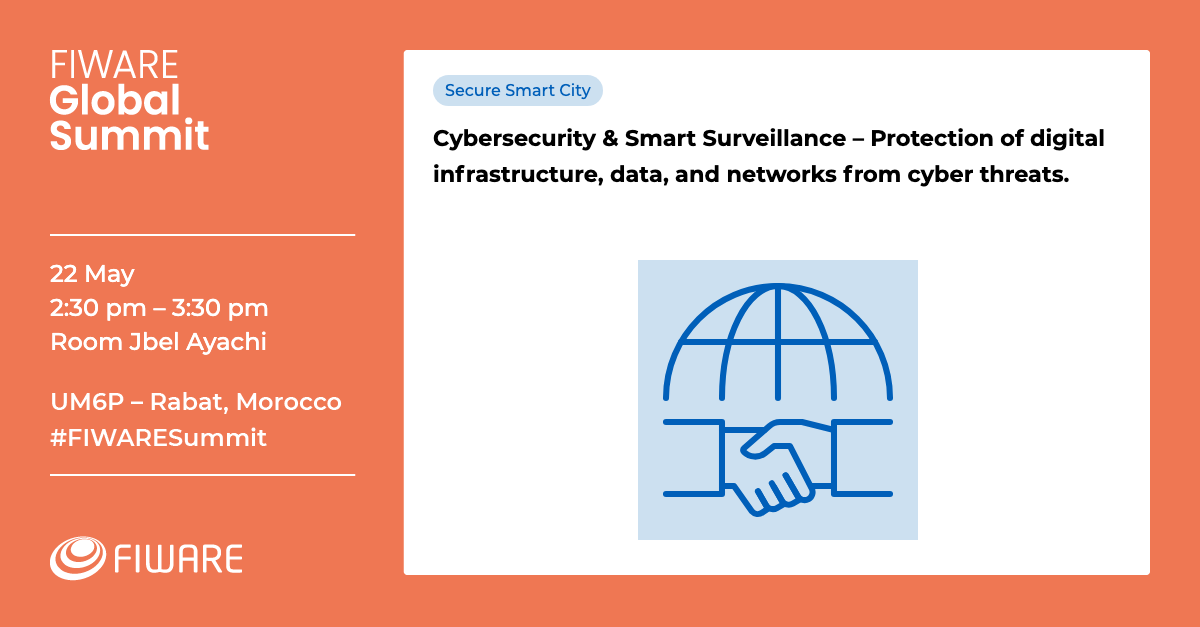 FIWARE
Global
Summit
22 May
2:30 pm – 3:30 pm
Room Jbel Ayachi
UM6P – Rabat, Morocco
#FIWARESummit
FIWARE
Secure Smart City
Cybersecurity & Smart Surveillance – Protection of digital
infrastructure, data, and networks from cyber threats.